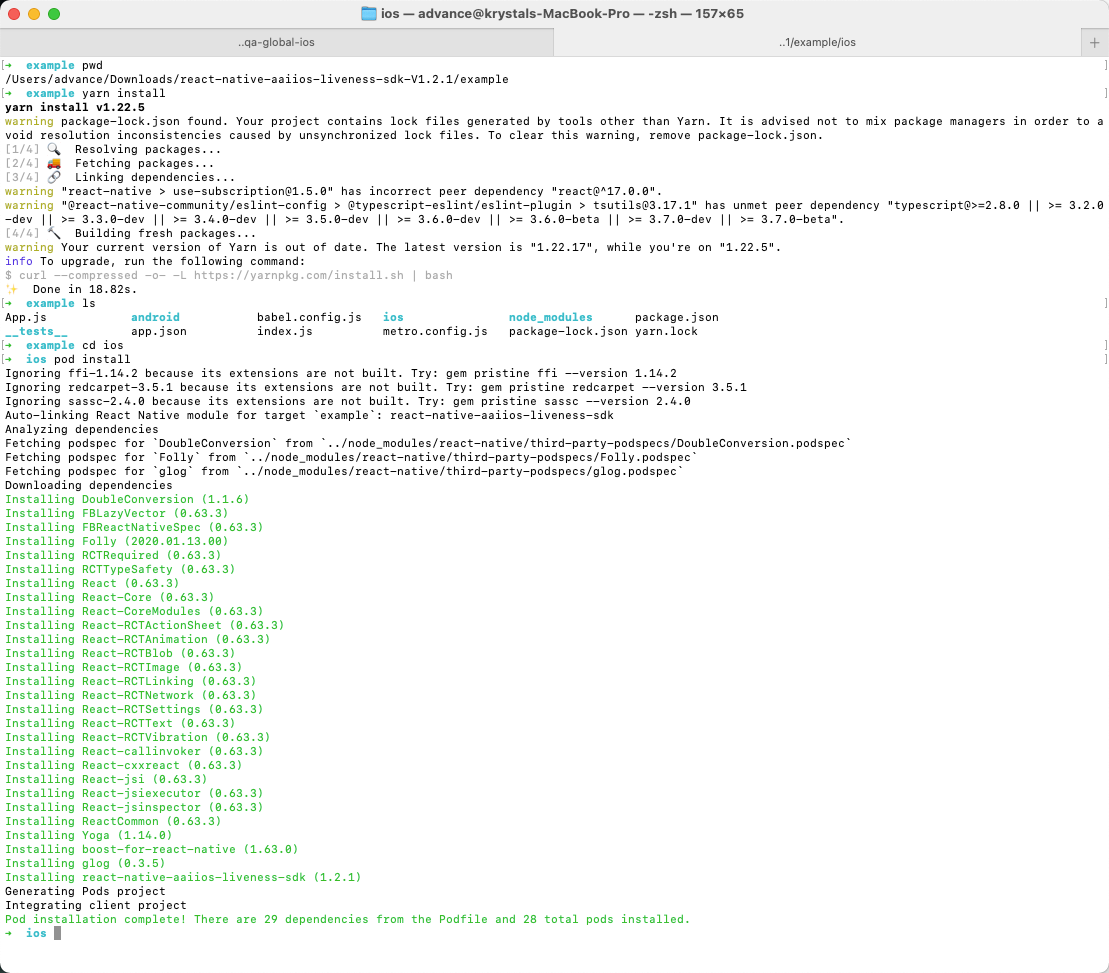 ios — advance@krystals-MacBook-Pro — -zsh — 157×65
..qa-global-ios
..1/example/ios
+
[➜  example pwd ]
/Users/advance/Downloads/react-native-aaiios-liveness-sdk-V1.2.1/example
[➜  example yarn install ]
yarn install v1.22.5
warning package-lock.json found. Your project contains lock files generated by tools other than Yarn. It is advised not to mix package managers in order to a
void resolution inconsistencies caused by unsynchronized lock files. To clear this warning, remove package-lock.json.
[1/4] 🔍  Resolving packages...
[2/4] 🚚  Fetching packages...
[3/4] 🔗  Linking dependencies...
warning "react-native > use-subscription@1.5.0" has incorrect peer dependency "react@^17.0.0".
warning "@react-native-community/eslint-config > @typescript-eslint/eslint-plugin > tsutils@3.17.1" has unmet peer dependency "typescript@>=2.8.0 || >= 3.2.0
-dev || >= 3.3.0-dev || >= 3.4.0-dev || >= 3.5.0-dev || >= 3.6.0-dev || >= 3.6.0-beta || >= 3.7.0-dev || >= 3.7.0-beta".
[4/4] 🔨  Building fresh packages...
warning Your current version of Yarn is out of date. The latest version is "1.22.17", while you're on "1.22.5".
info To upgrade, run the following command:
$ curl --compressed -o- -L https://yarnpkg.com/install.sh | bash
✨  Done in 18.82s.
[➜  example ls ]
App.js            android           babel.config.js   ios               node_modules      package.json
__tests__         app.json          index.js          metro.config.js   package-lock.json yarn.lock
[➜  example cd ios ]
[➜  ios pod install ]
Ignoring ffi-1.14.2 because its extensions are not built. Try: gem pristine ffi --version 1.14.2
Ignoring redcarpet-3.5.1 because its extensions are not built. Try: gem pristine redcarpet --version 3.5.1
Ignoring sassc-2.4.0 because its extensions are not built. Try: gem pristine sassc --version 2.4.0
Auto-linking React Native module for target `example`: react-native-aaiios-liveness-sdk
Analyzing dependencies
Fetching podspec for `DoubleConversion` from `../node_modules/react-native/third-party-podspecs/DoubleConversion.podspec`
Fetching podspec for `Folly` from `../node_modules/react-native/third-party-podspecs/Folly.podspec`
Fetching podspec for `glog` from `../node_modules/react-native/third-party-podspecs/glog.podspec`
Downloading dependencies
Installing DoubleConversion (1.1.6)
Installing FBLazyVector (0.63.3)
Installing FBReactNativeSpec (0.63.3)
Installing Folly (2020.01.13.00)
Installing RCTRequired (0.63.3)
Installing RCTTypeSafety (0.63.3)
Installing React (0.63.3)
Installing React-Core (0.63.3)
Installing React-CoreModules (0.63.3)
Installing React-RCTActionSheet (0.63.3)
Installing React-RCTAnimation (0.63.3)
Installing React-RCTBlob (0.63.3)
Installing React-RCTImage (0.63.3)
Installing React-RCTLinking (0.63.3)
Installing React-RCTNetwork (0.63.3)
Installing React-RCTSettings (0.63.3)
Installing React-RCTText (0.63.3)
Installing React-RCTVibration (0.63.3)
Installing React-callinvoker (0.63.3)
Installing React-cxxreact (0.63.3)
Installing React-jsi (0.63.3)
Installing React-jsiexecutor (0.63.3)
Installing React-jsinspector (0.63.3)
Installing ReactCommon (0.63.3)
Installing Yoga (1.14.0)
Installing boost-for-react-native (1.63.0)
Installing glog (0.3.5)
Installing react-native-aaiios-liveness-sdk (1.2.1)
Generating Pods project
Integrating client project
Pod installation complete! There are 29 dependencies from the Podfile and 28 total pods installed.
➜  ios